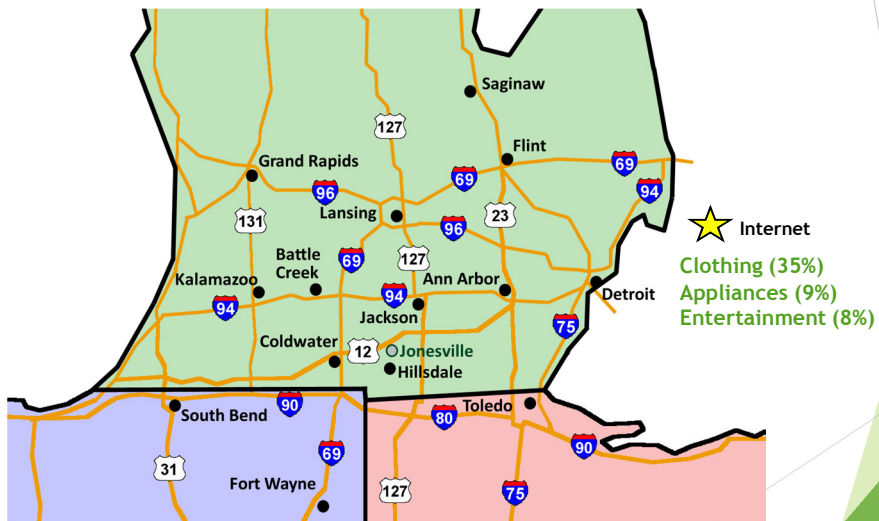 Saginaw
127
Flint
Grand Rapids
69
69
96
94
Lansing
131
23
96
Internet
Battle
Creek
69
127
Clothing (35%)
Kalamazoo
Ann Arbor
Appliances (9%)
94
94
Detroit
Jackson
Entertainment (8%)
75
Coldwater
12
Jonesville
Hillsdale
90
Toledo
South Bend
80
90
69
31
Fort Wayne
127
75